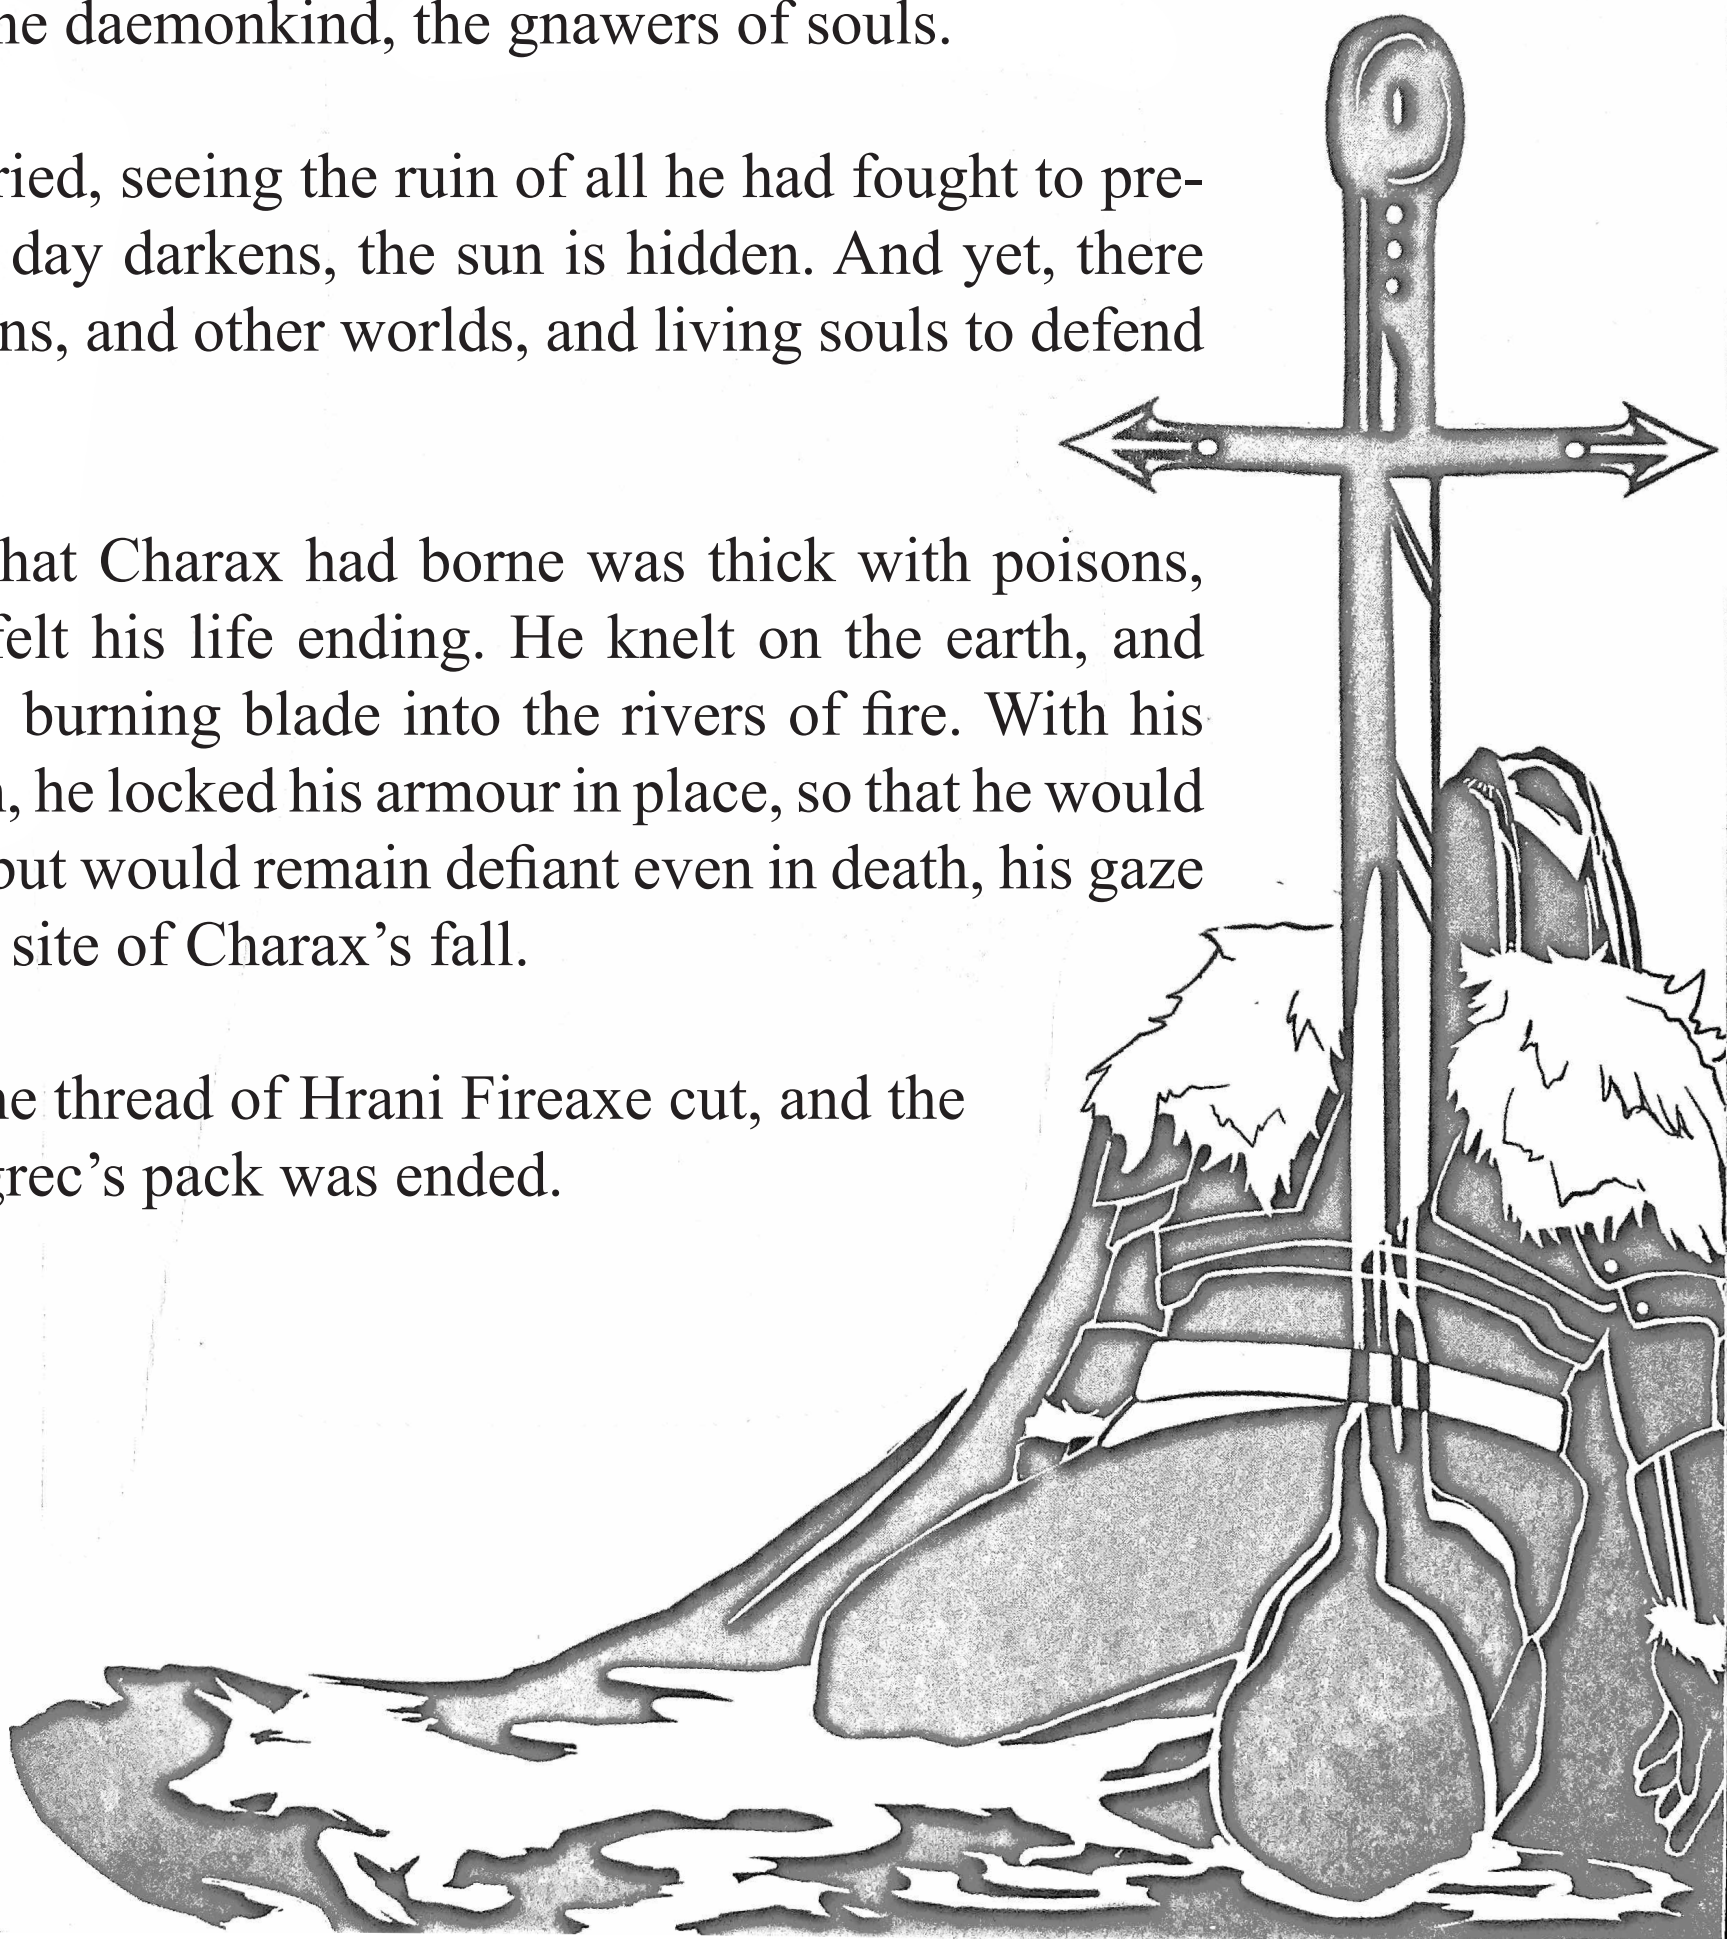 he daemonkind, the gnawers of souls.
ried, seeing the ruin of all he had fought to pre-
day darkens, the sun is hidden. And yet, there
ns, and other worlds, and living souls to defend
hat Charax had borne was thick with poisons,
felt his life ending. He knelt on the earth, and
burning blade into the rivers of fire. With his
, he locked his armour in place, so that he would
but would remain defiant even in death, his gaze
site of Charax’s fall.
he thread of Hrani Fireaxe cut, and the
grec’s pack was ended.